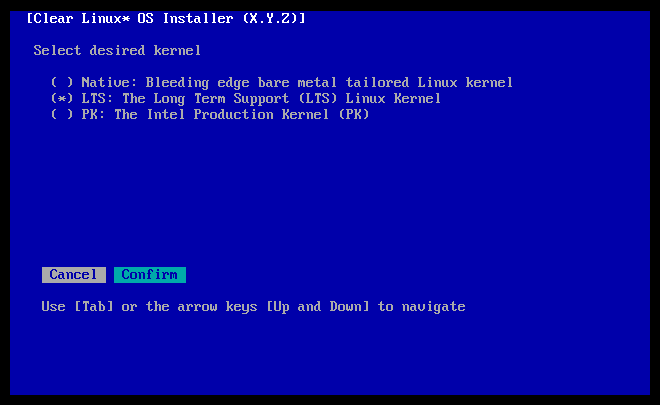 [Clear Linux* OS Installer (X.Y.Z)]
Select desired kernel
( ) Native: Bleeding edge bare metal tailored Linux kernel
(*) LTS: The Long Term Support (LTS) Linux Kernel
( ) PK: The Intel Production Kernel (PK)
Cancel Confirm
Use [Tab] or the arrow keys [Up and Down] to navigate